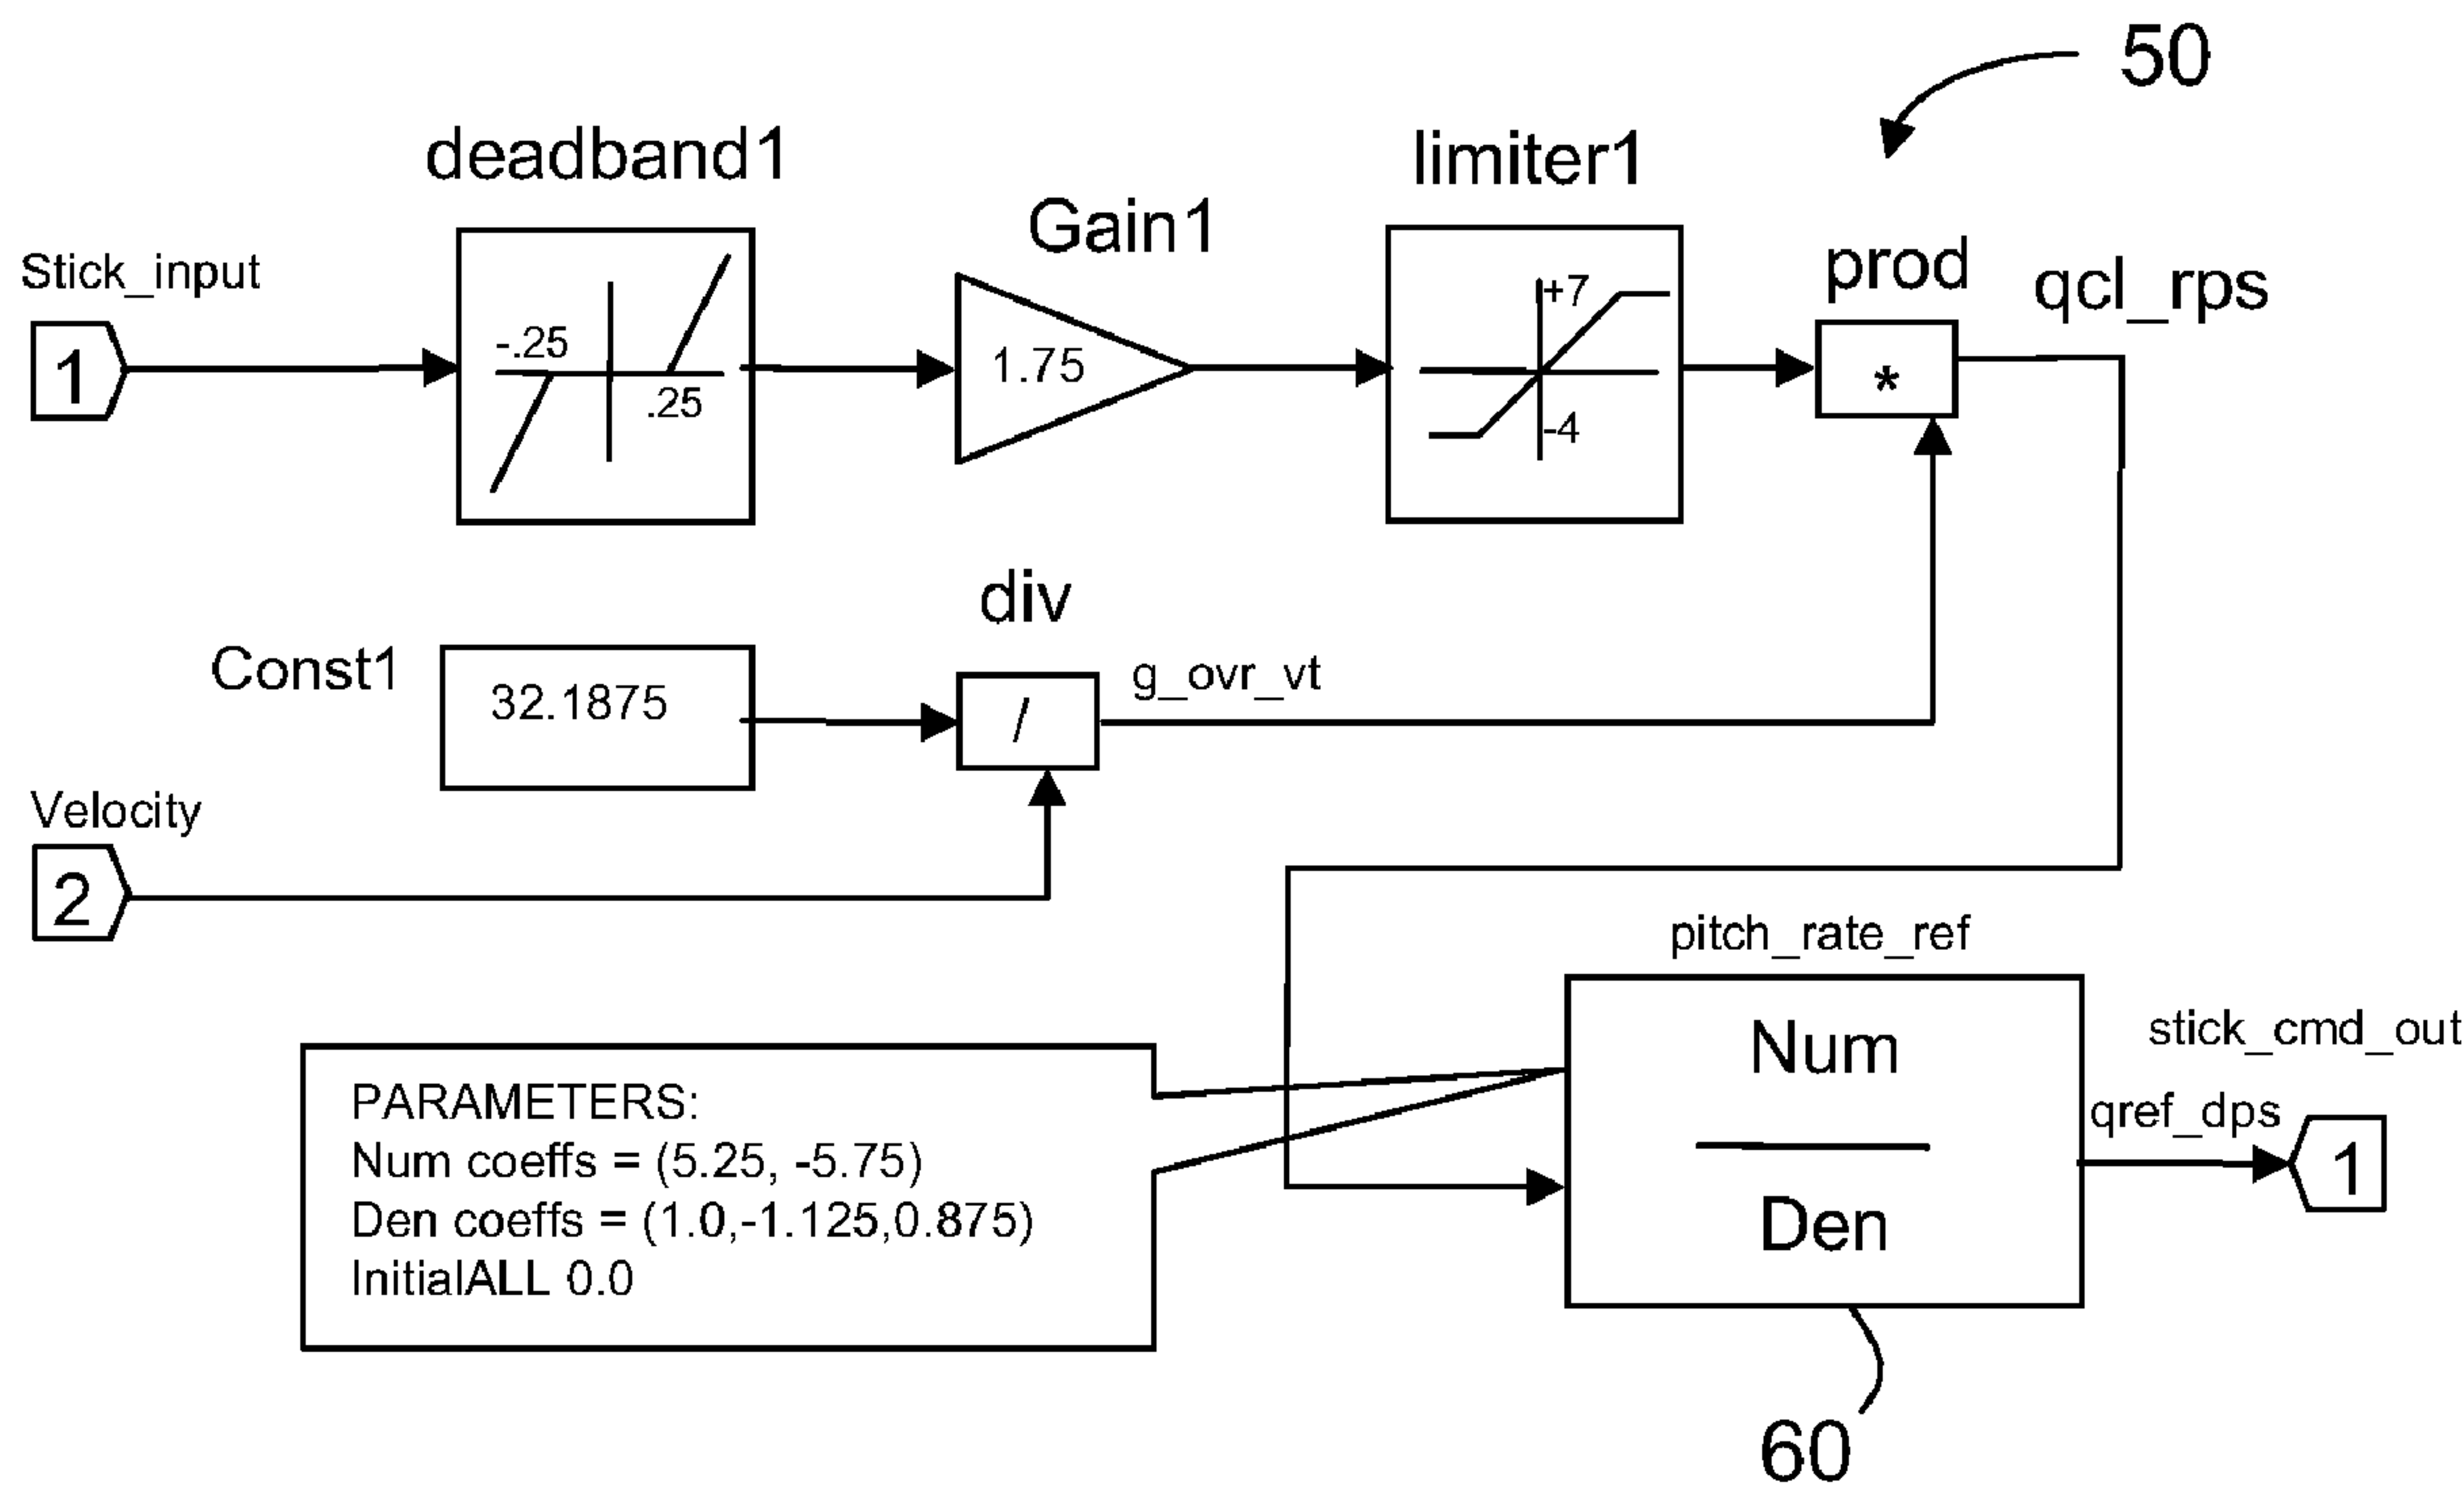 50
deadband1
limiter1
Gain1
prod
qcl_rps
Stick_input
1
-.25
.25
1.75
+7
-4
*
div
Const1
32.1875
/
g_ovr_vt
Velocity
2
pitch_rate_ref
PARAMETERS:
Num coeffs = (5.25, -5.75)
Den coeffs = (1.0,-1.125,0.875)
InitialALL 0.0
Num
Den
stick_cmd_out
qref_dps
1
60